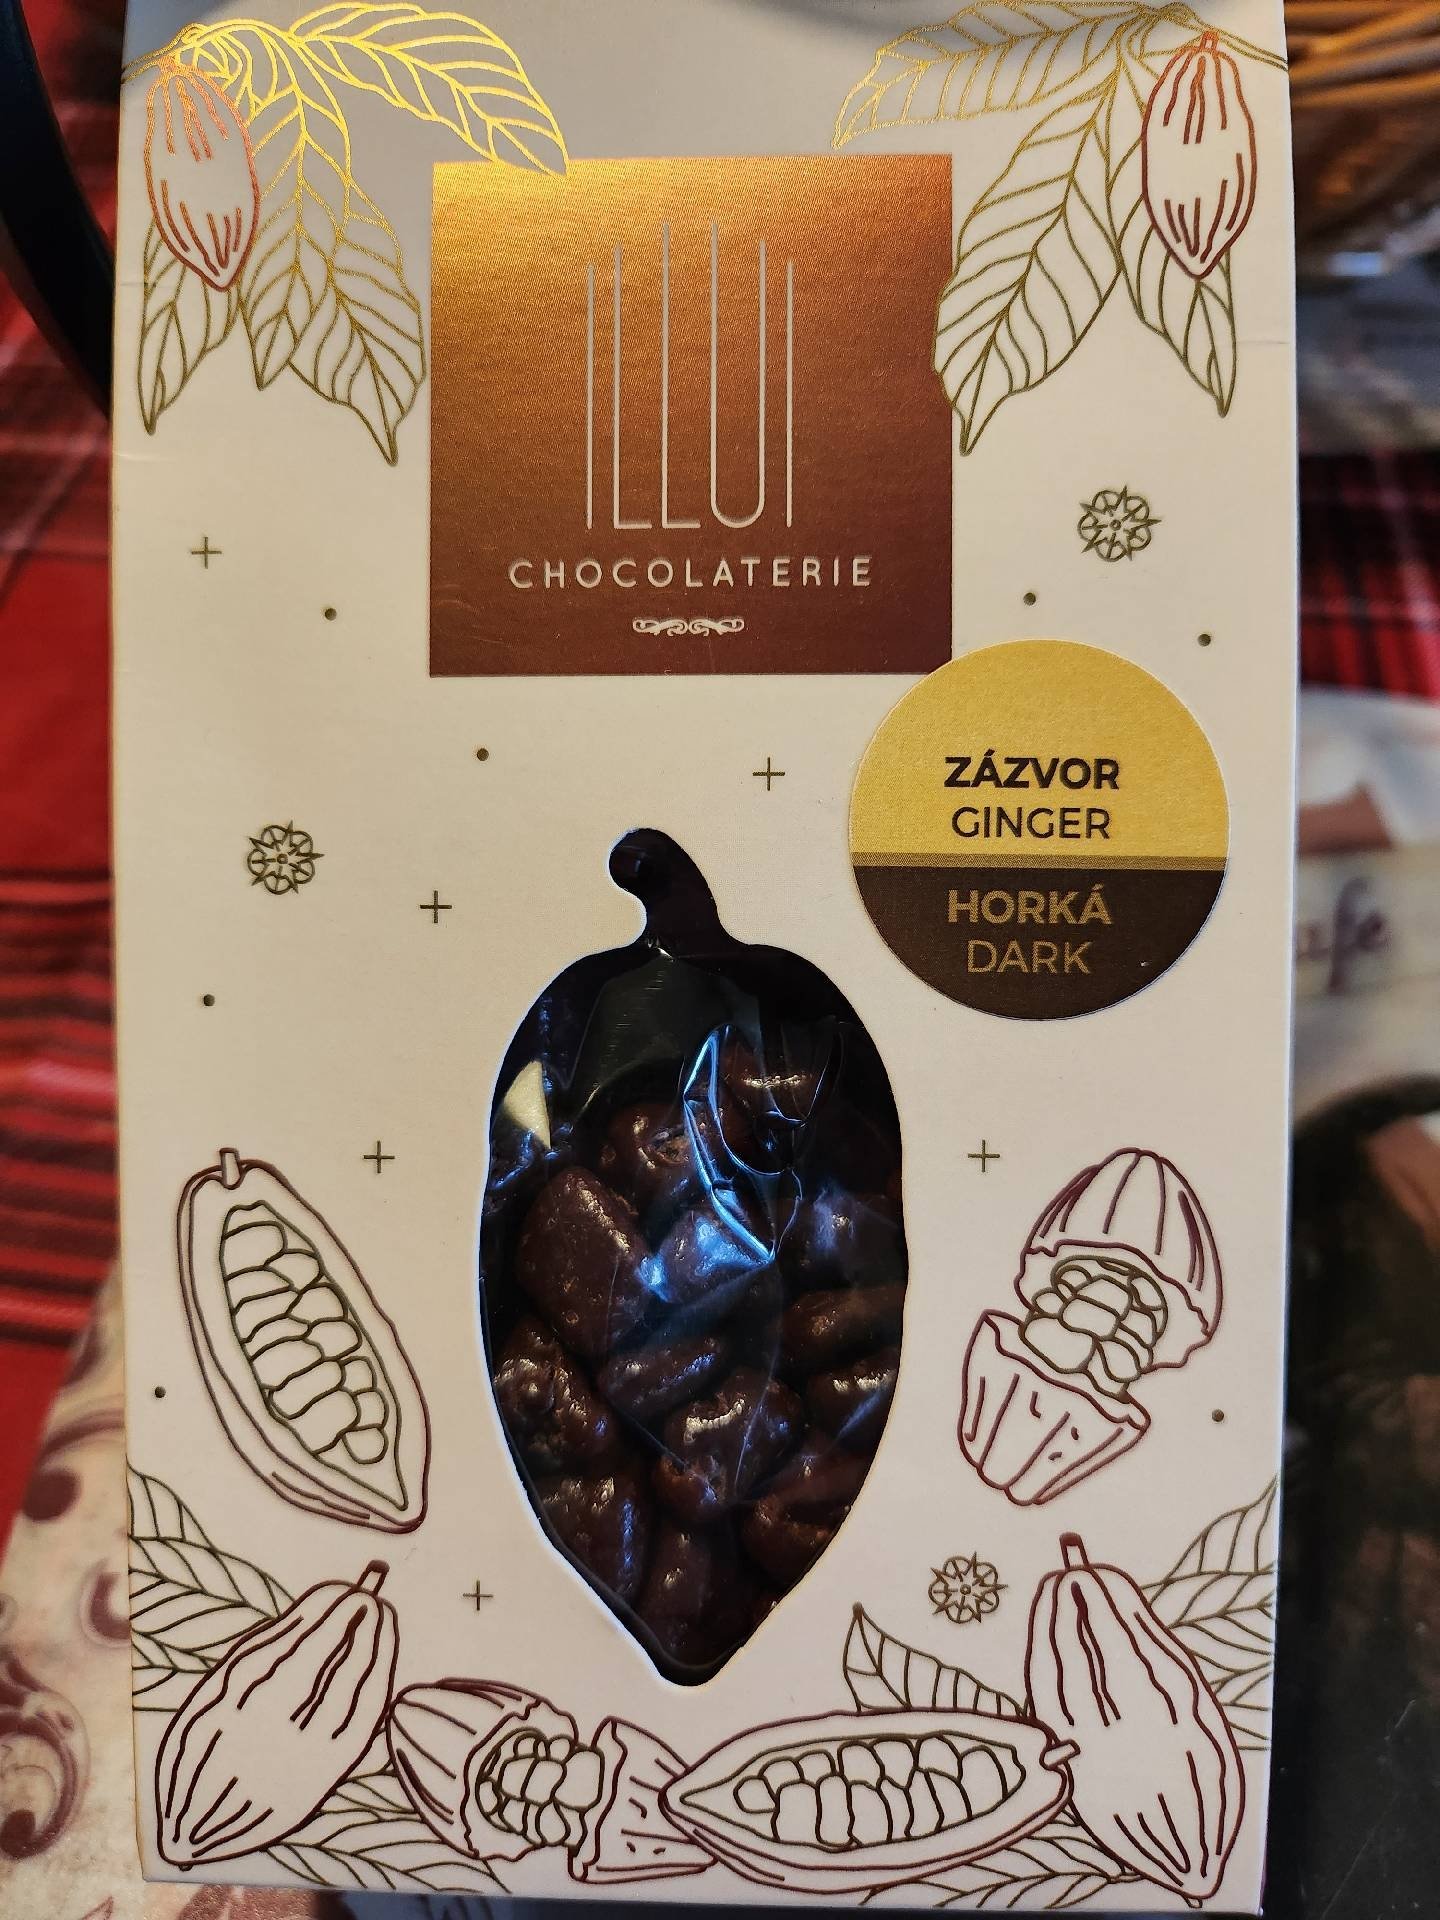 ILLUI
CHOCOLATERIE
ZÁZVOR
GINGER
HORKÁ
DARK